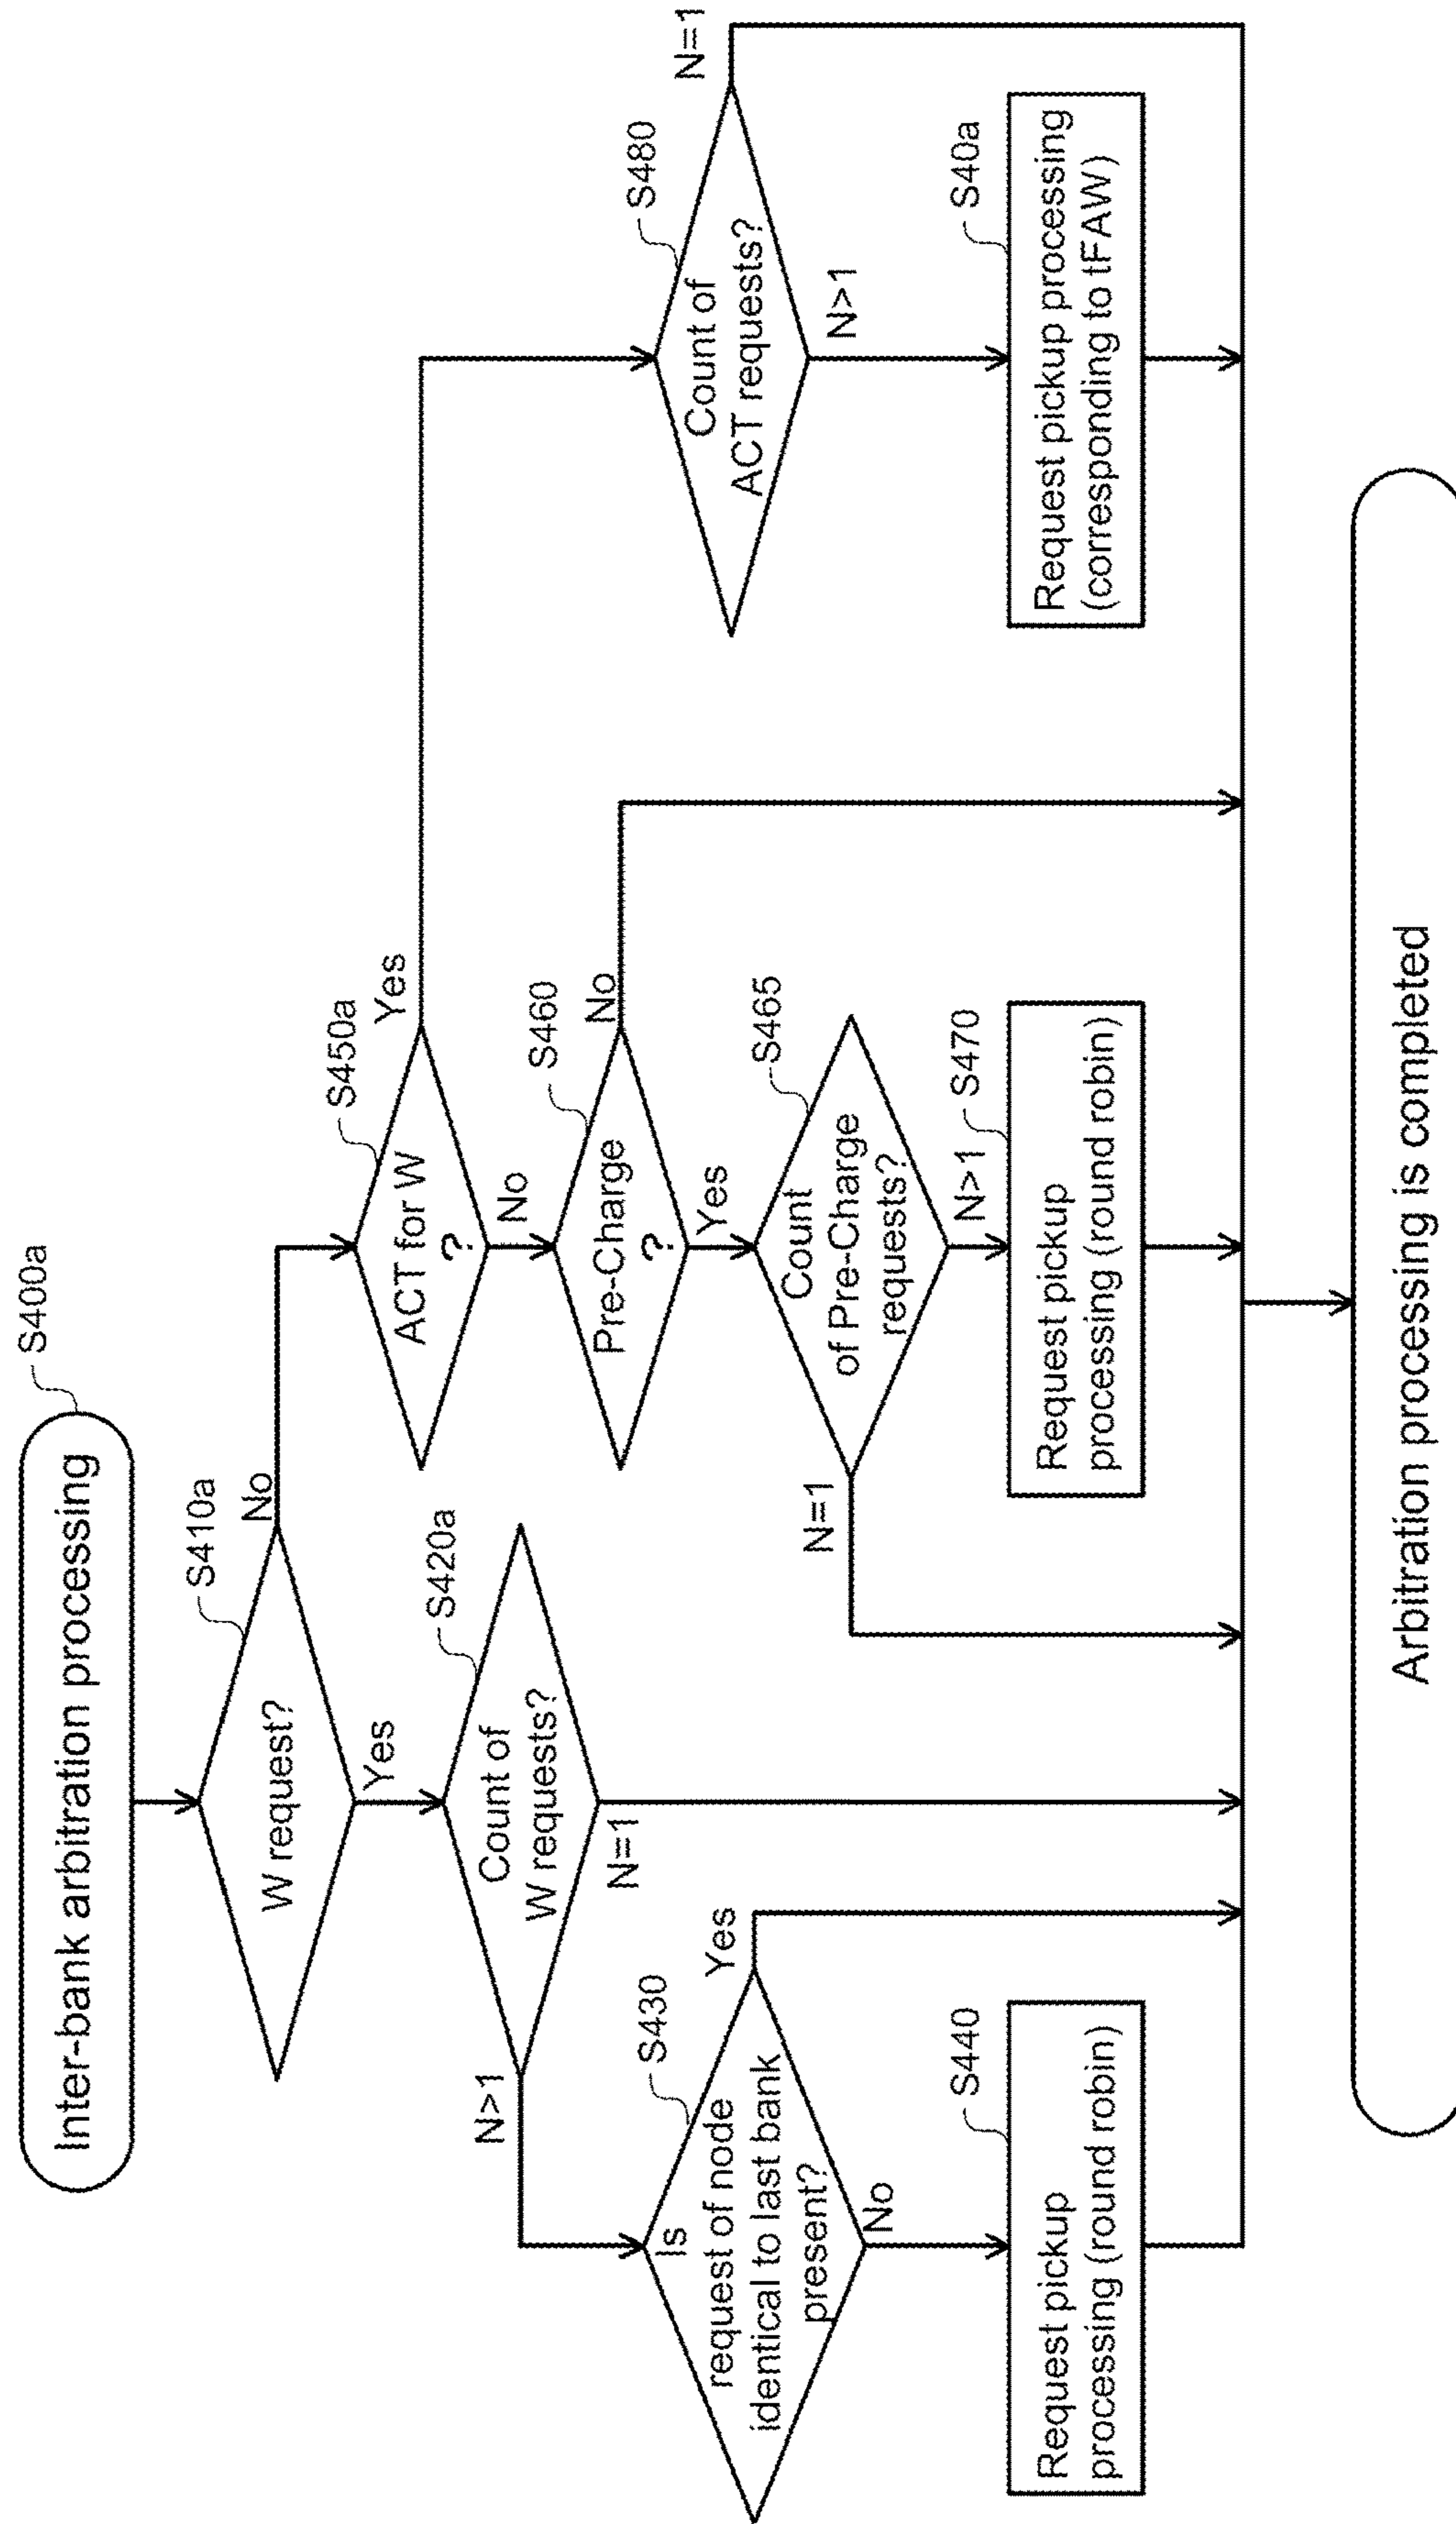 Inter-bank arbitration processing
S400a
W request?
S410a
No
Yes
Count of
W requests?
S420a
N>1
N=1
Is
request of node
identical to last bank
present?
S430
Yes
No
Request pickup
processing (round robin)
S440
ACT for W
?
S450a
Yes
No
Pre-Charge
?
S460
No
Yes
Count
of Pre-Charge
requests?
S465
N=1
N>1
S470
Request pickup
processing (round robin)
Count of
ACT requests?
S480
N=1
N>1
Request pickup processing
(corresponding to tFAW)
S40a
Arbitration processing is completed